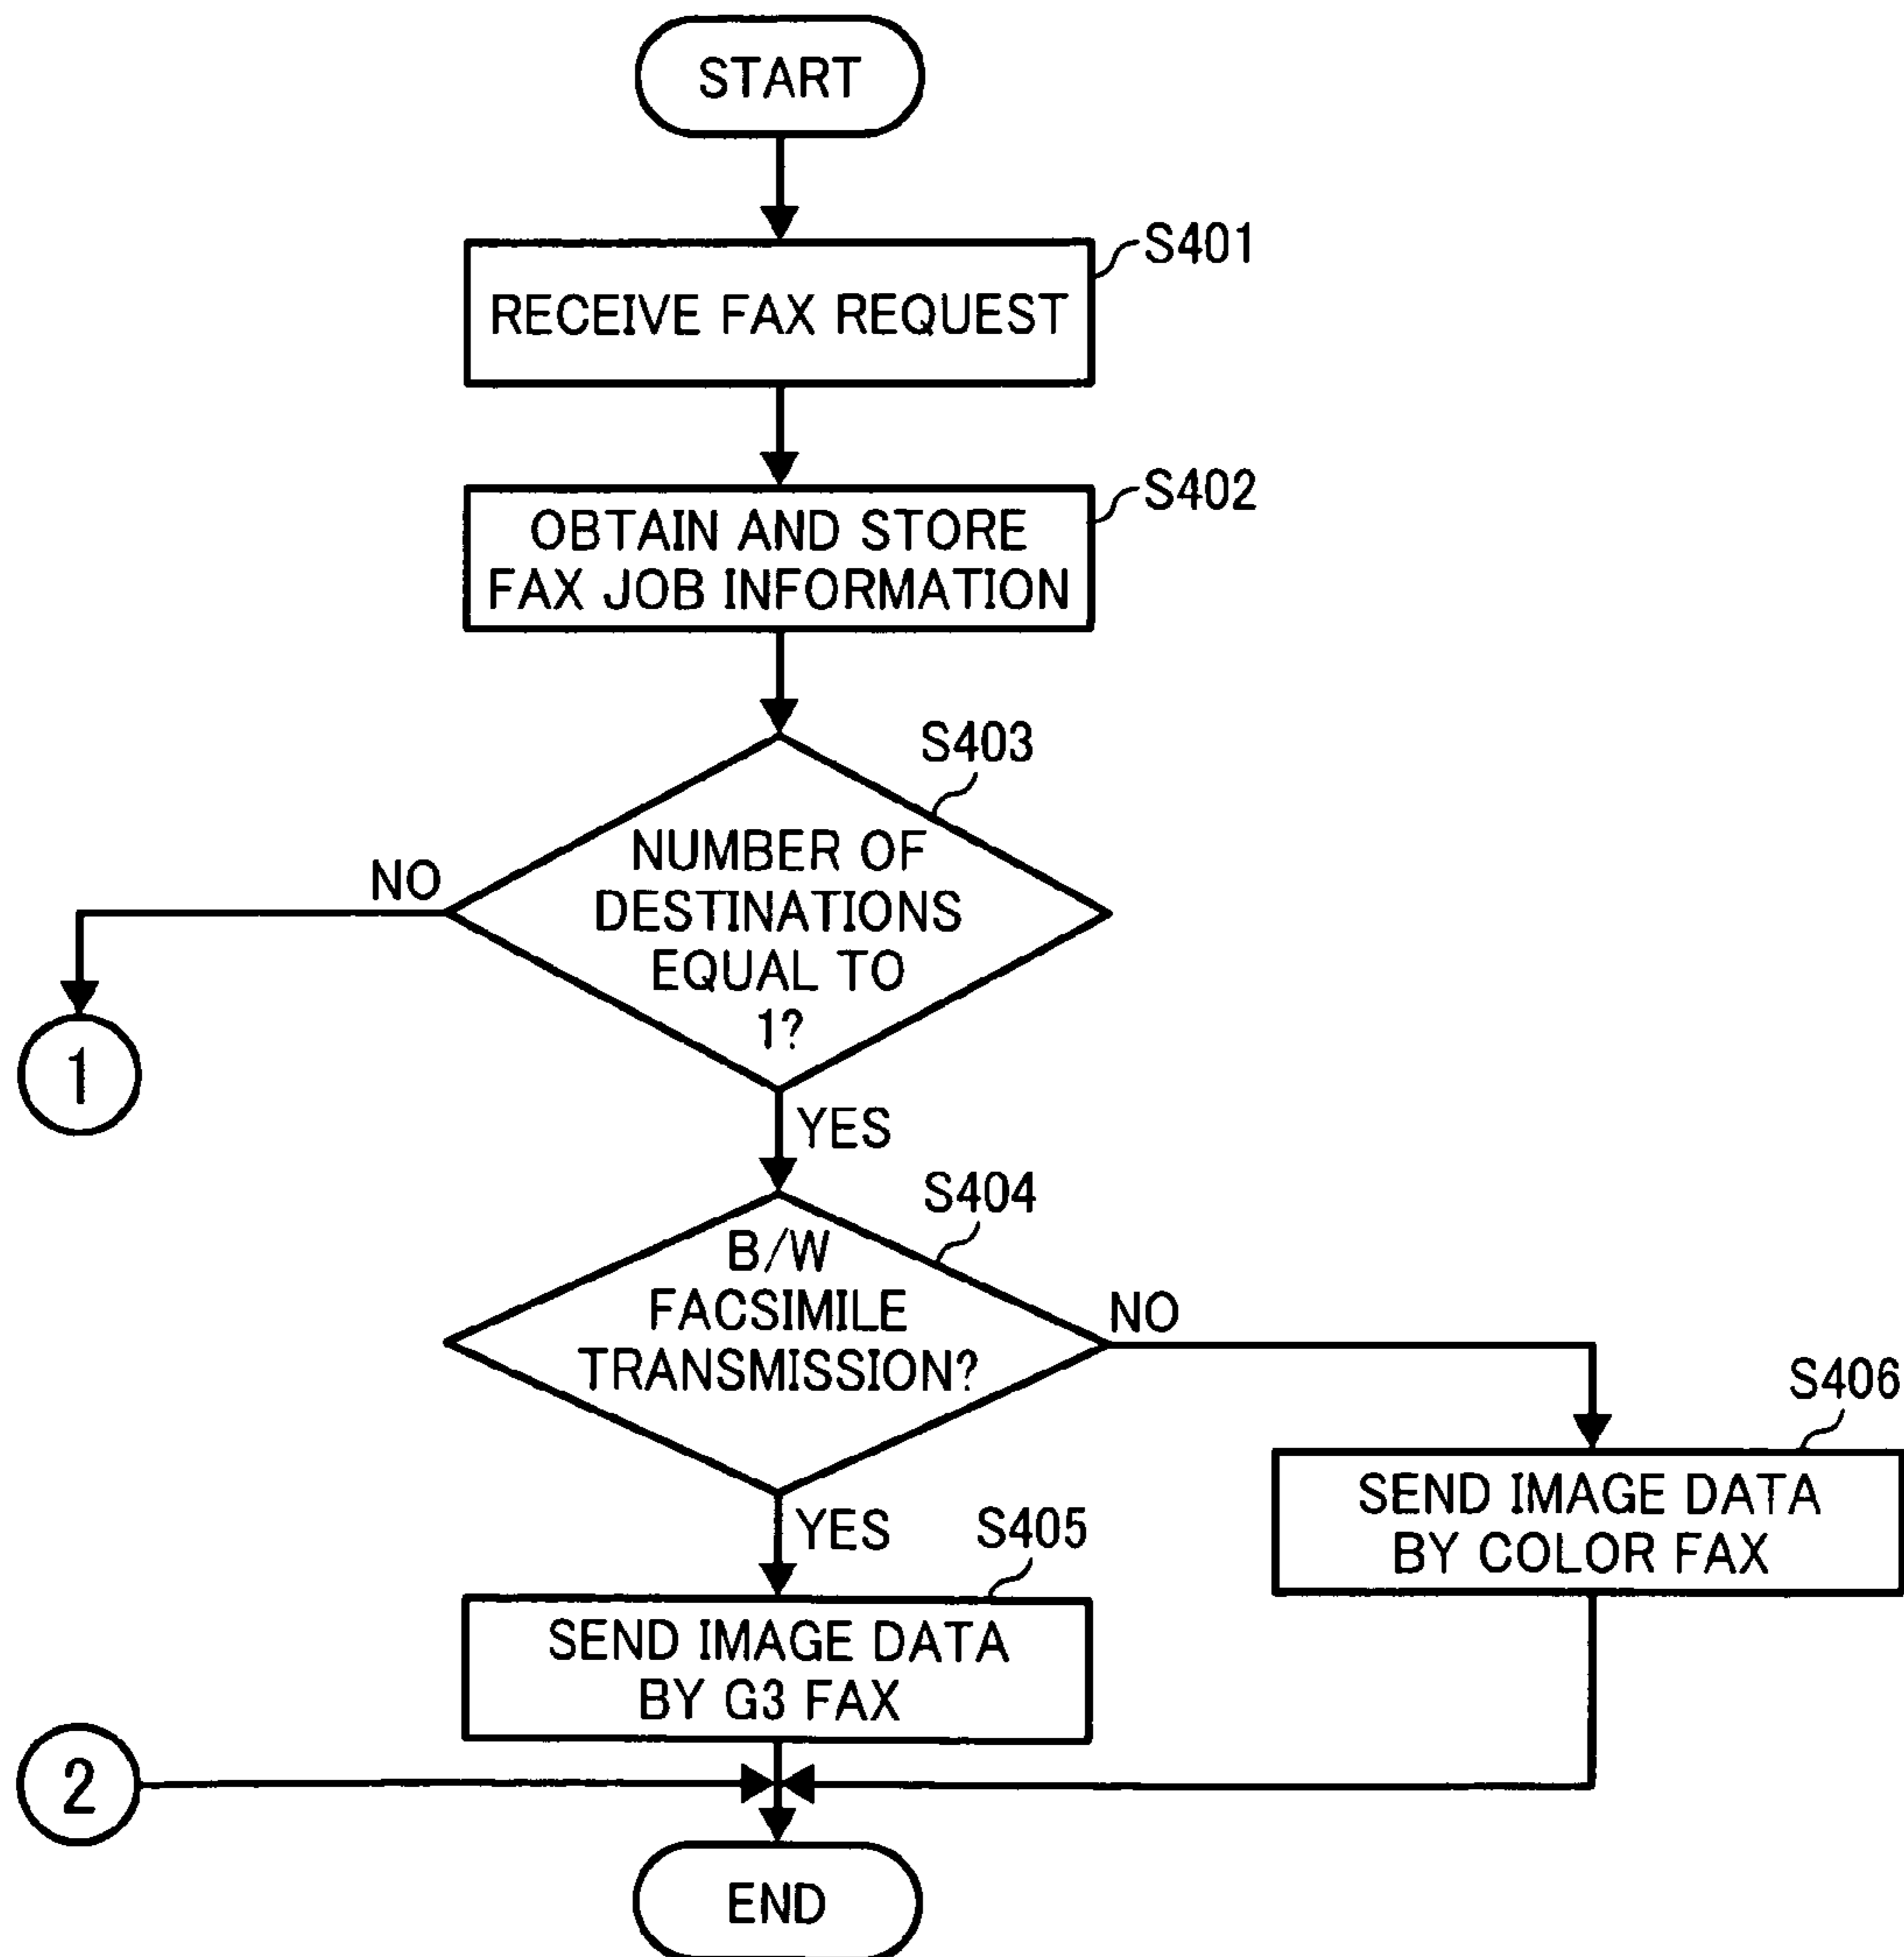 START
S401
RECEIVE FAX REQUEST
S402
OBTAIN AND STORE
FAX JOB INFORMATION
S403
NUMBER OF
DESTINATIONS
EQUAL TO
1?
NO
1
YES
S404
B/W
FACSIMILE
TRANSMISSION?
NO
S406
SEND IMAGE DATA
BY COLOR FAX
YES
S405
SEND IMAGE DATA
BY G3 FAX
2
END